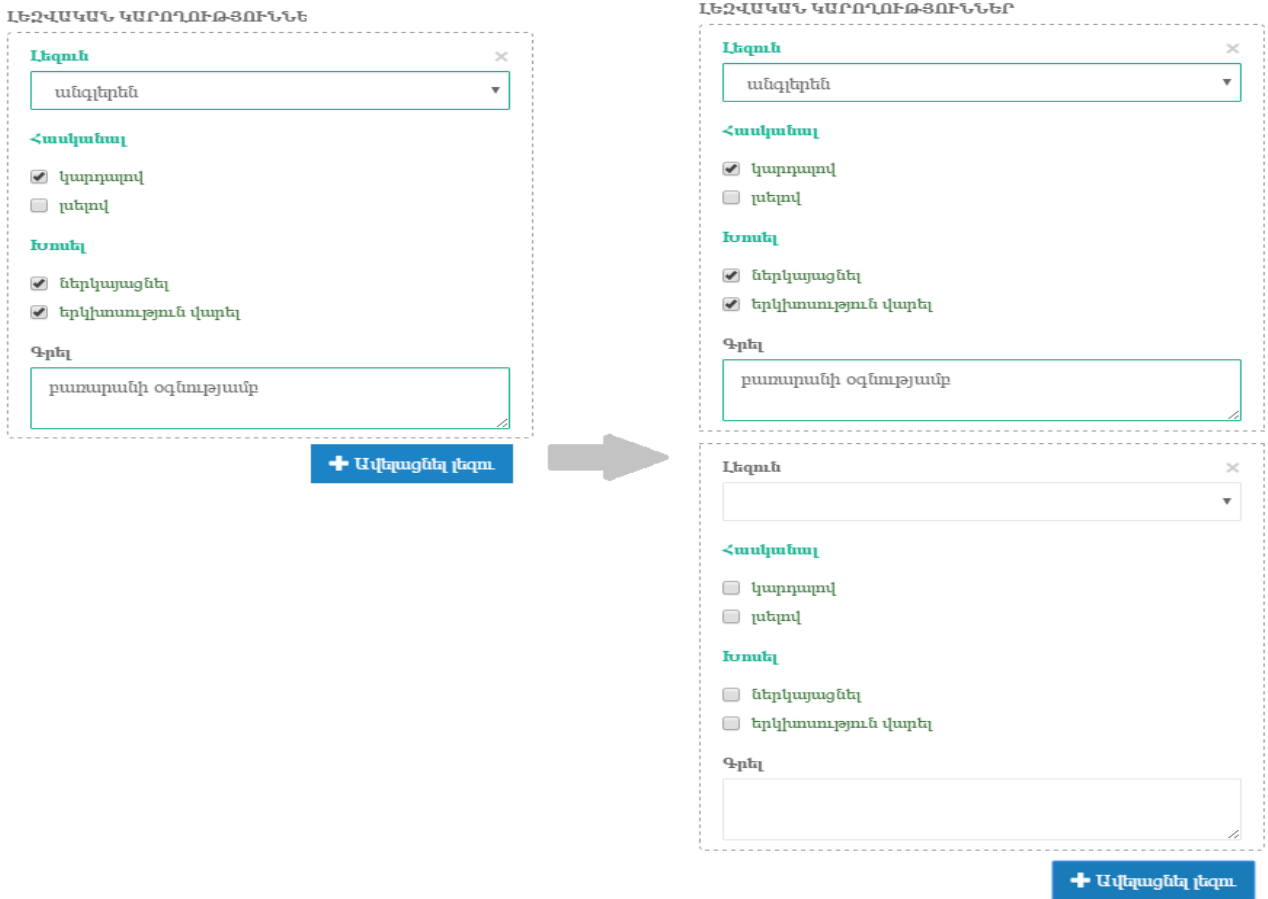 ԼԵԶՎԱԿԱՆ ԿԱՐՈՂՈՒԹՅՈՒՆՆԵ
Լեզուն
անգլերեն
Հասկանալ
կարդալով
լսելով
Խոսել
ներկայացնել
երկխոսություն վարել
Գրել
բառարանի օգնությամբ
Ավելացնել լեզու
ԼԵԶՎԱԿԱՆ ԿԱՐՈՂՈՒԹՅՈՒՆՆԵՐ
Լեզուն
անգլերեն
Հասկանալ
կարդալով
լսելով
Խոսել
ներկայացնել
երկխոսություն վարել
Գրել
բառարանի օգնությամբ
Լեզուն
Հասկանալ
կարդալով
լսելով
Խոսել
ներկայացնել
երկխոսություն վարել
Գրել
Ավելացնել լեզու